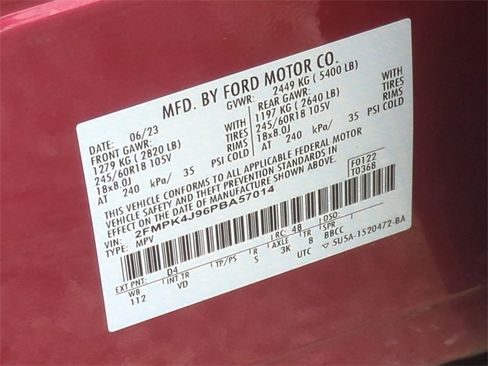 MFD. BY FORD MOTOR CO.
DATE: 06/23 GVWR: 2449 KG ( 5400 LB)
FRONT GAWR: WITH REAR GAWR: WITH
1279 KG ( 2820 LB) TIRES 1197 KG ( 2640 LB) TIRES
245/60R18 105V RIMS 245/60R18 105V RIMS
18x8.0J 18x8.0J
AT 240 kPa/ 35 PSI COLD AT 240 kPa/ 35 PSI COLD
THIS VEHICLE CONFORMS TO ALL APPLICABLE FEDERAL MOTOR
VEHICLE SAFETY AND THEFT PREVENTION STANDARDS IN
EFFECT ON THE DATE OF MANUFACTURE SHOWN ABOVE.
VIN: 2FMPK4J96PBA57014 F0122
TYPE: MPV T0368
EXT PNT: D4 RC: 48 DSO:
WB INT TR TP/PS R AXLE TR SPR
112 VD S 3K B BBCC
UTC 5U5A-1520472-BA